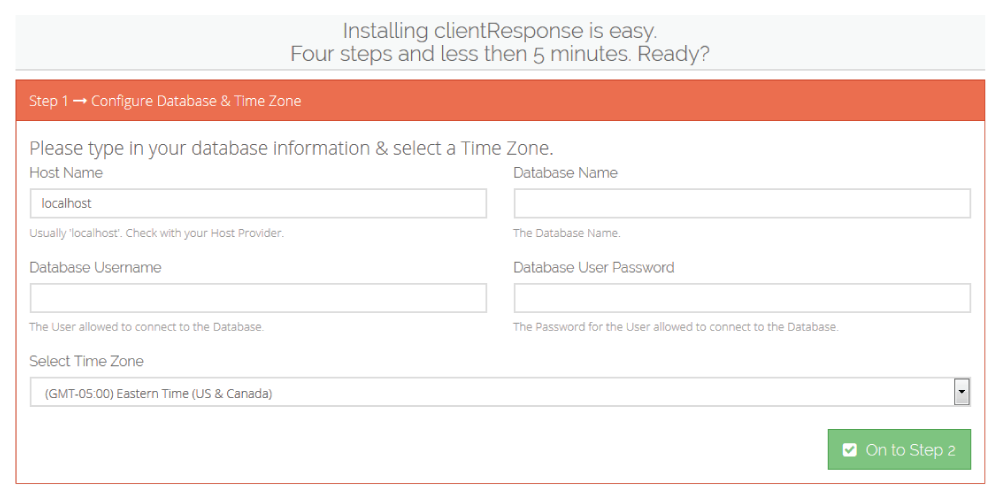 Installing clientResponse is easy.
Four steps and less then 5 minutes. Ready?
Step 1 → Configure Database & Time Zone
Please type in your database information & select a Time Zone.
Host Name
Database Name
localhost
Usually 'localhost'. Check with your Host Provider.
The Database Name.
Database Username
Database User Password
The User allowed to connect to the Database.
The Password for the User allowed to connect to the Database.
Select Time Zone
(GMT-05:00) Eastern Time (US & Canada)
On to Step 2